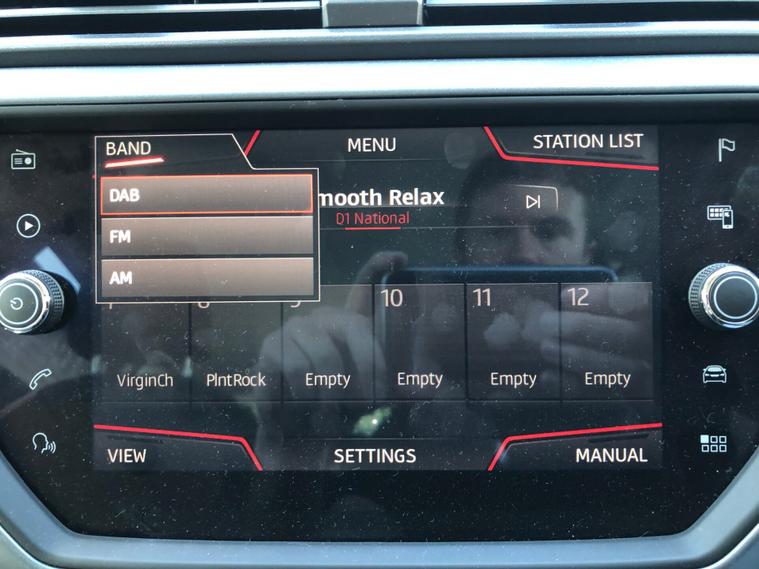 BAND
MENU
STATION LIST
DAB
mooth Relax
D1 National
FM
AM
10
11
12
VirginCh
PlntRock
Empty
Empty
Empty
Empty
VIEW
SETTINGS
MANUAL